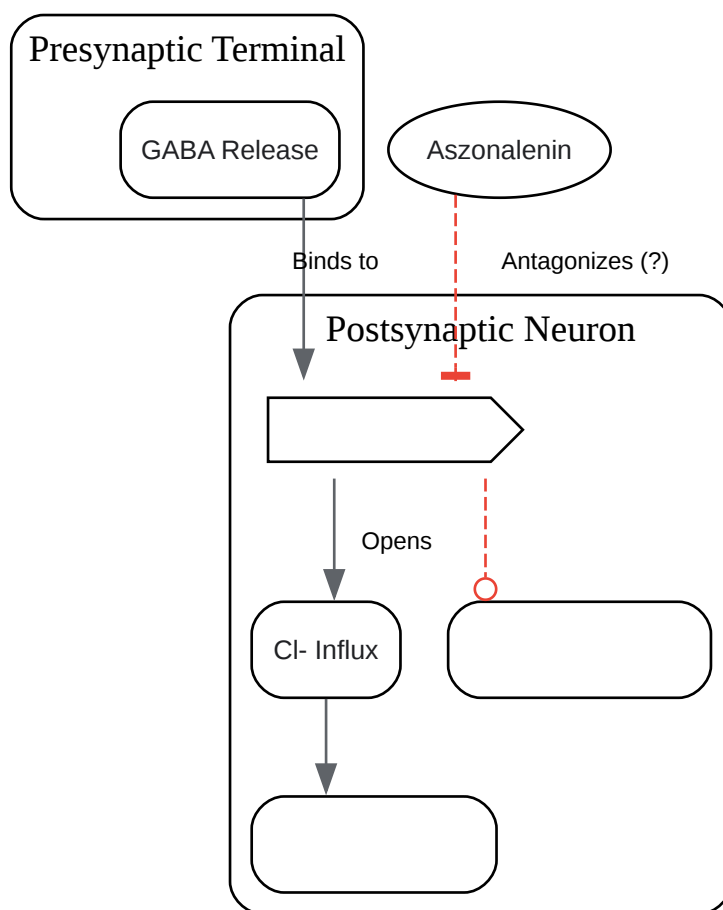 Presynaptic Terminal
GABA Release
Aszonalenin
Binds to
Antagonizes (?)
Postsynaptic Neuron
Opens
Cl- Influx